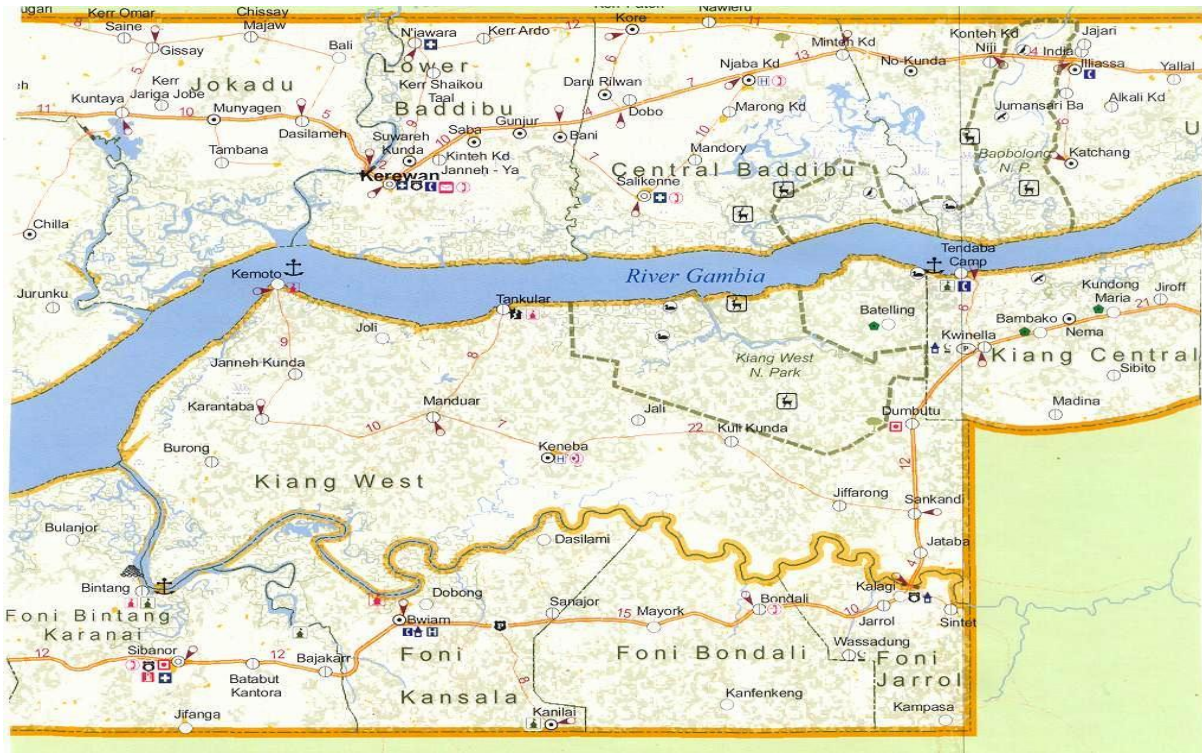 Kerr Omar
Saine
Chissay
Majaw
Gissay
Bali
N'jawara
Kerr Ardo
Kore
Nawleru
Minteh Kd
Konteh Kd
Niji
No-Kunda
India
Jajari
Illiassa
Yallal
Jokadu
Lower
Baddibu
Kerr Shaikou
Taal
Daru Rilwan
Njaba Kd
Dobo
Marong Kd
Jumansari Ba
Alkali Kd
Kerr
Jariga Jobe
Kuntaya
Munyagen
Dasilameh
Tambana
Suwareh
Kunda
Saba
Gunjur
Bani
Kinteh Kd
Janneh - Ya
Kerewan
Mandory
Central Baddibu
Salikenne
Baobolong
N. P.
Katchang
Chilla
Jurunku
Kemoto
River Gambia
Tendaba
Camp
Tankular
Joli
Batelling
Kundong
Maria
Jiroff
Bambako
Nema
Kwinella
Kiang Central
Sibito
Janneh Kunda
Kiang West
N. Park
Karantaba
Manduar
Jali
Kuli Kunda
Dumbutu
Madina
Burong
Keneba
Kiang West
Jiffarong
Sankandi
Bulanjor
Dasilami
Jataba
Bintang
Foni Bintang
Karanai
Dobong
Bwiam
Sanajor
Mayork
Bondali
Kalagi
Jarrol
Sintet
Sibanor
Batabut
Kantora
Bajakarr
Foni
Kansala
Foni Bondali
Wassadung
Foni
Jarrol
Jifanga
Kanilai
Kanfenkeng
Kampasa